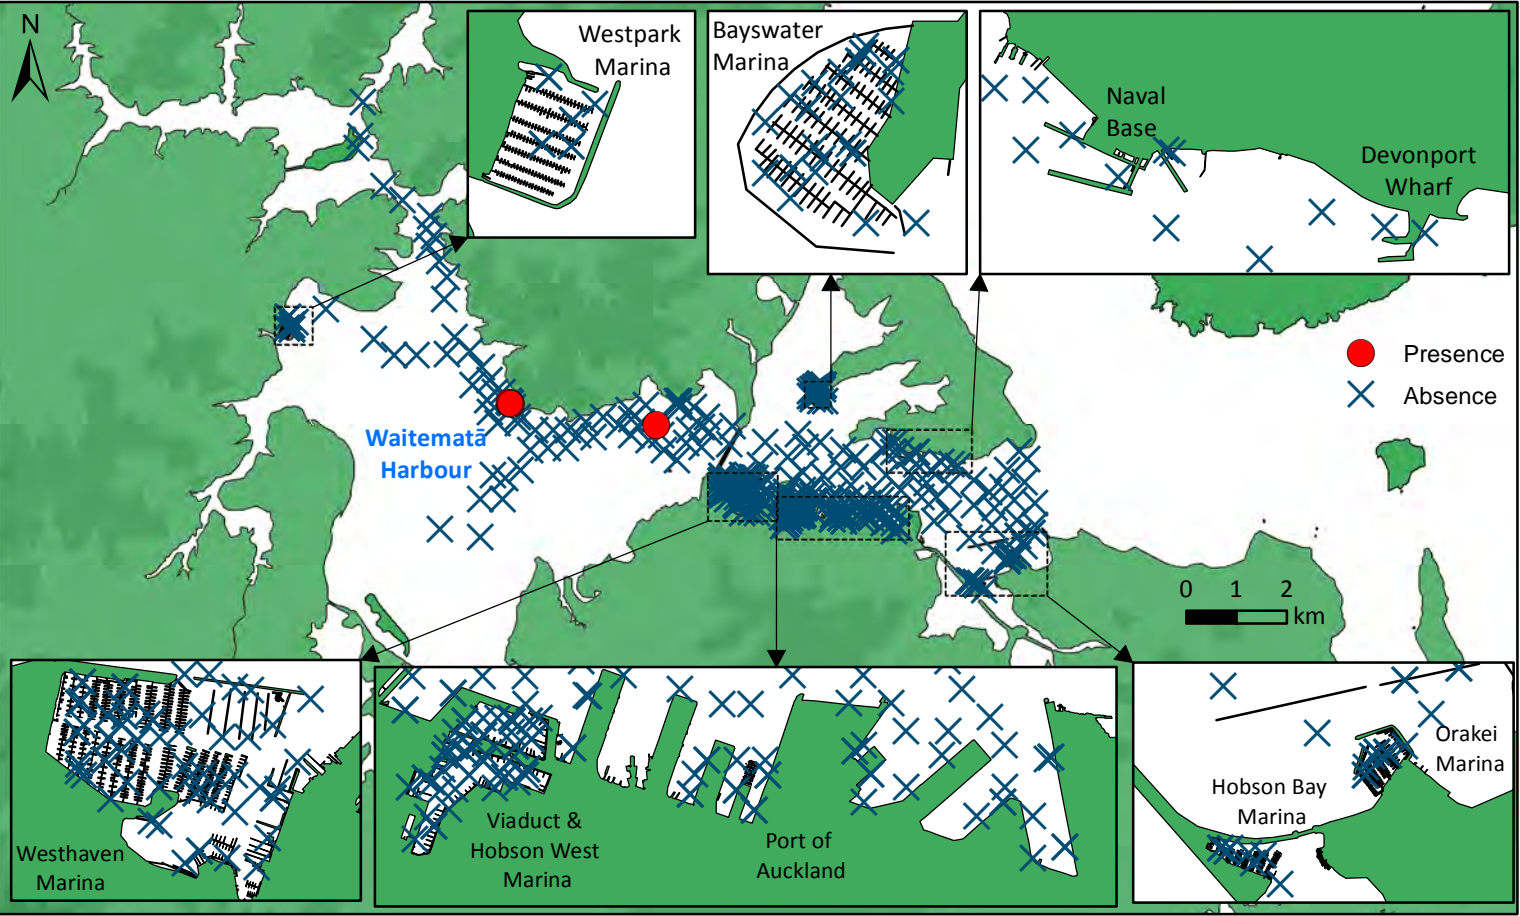 N
Westpark
Marina
Bayswater
Marina
Naval
Base
Devonport
Wharf
Presence
Absence
Waitematā
Harbour
0 1 2
km
Westhaven
Marina
Viaduct &
Hobson West
Marina
Port of
Auckland
Hobson Bay
Marina
Orakei
Marina